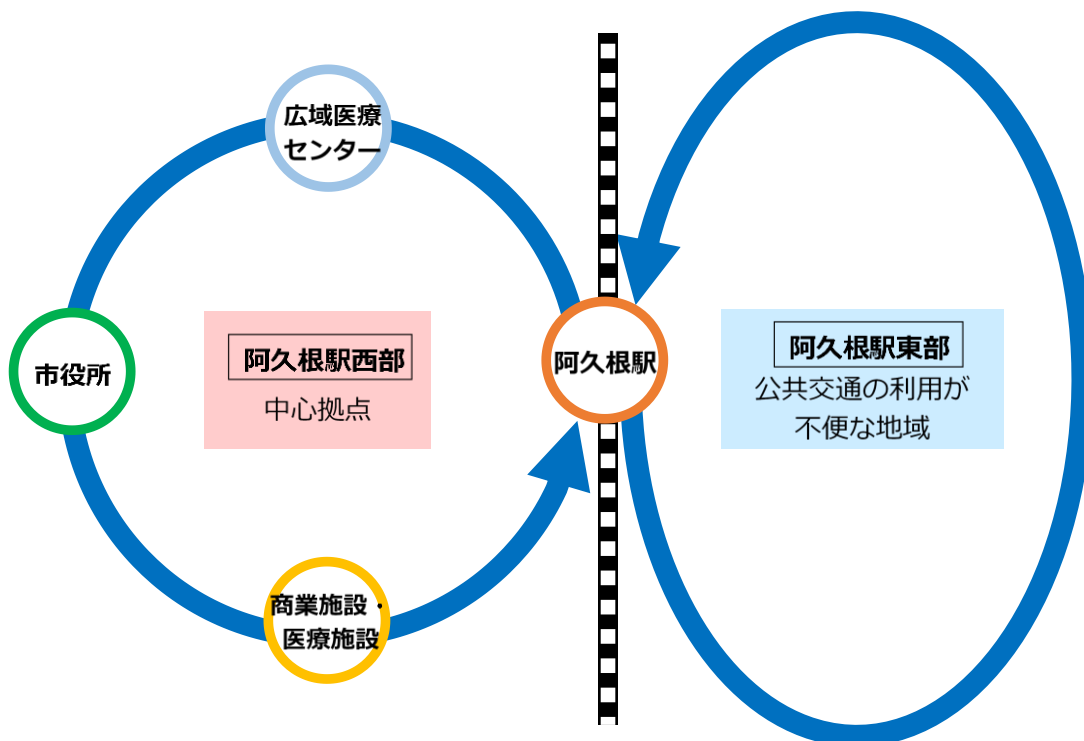 広域医療
センター
市役所
阿久根駅西部
中心拠点
阿久根駅
阿久根駅東部
公共交通の利用が
不便な地域
商業施設・
医療施設